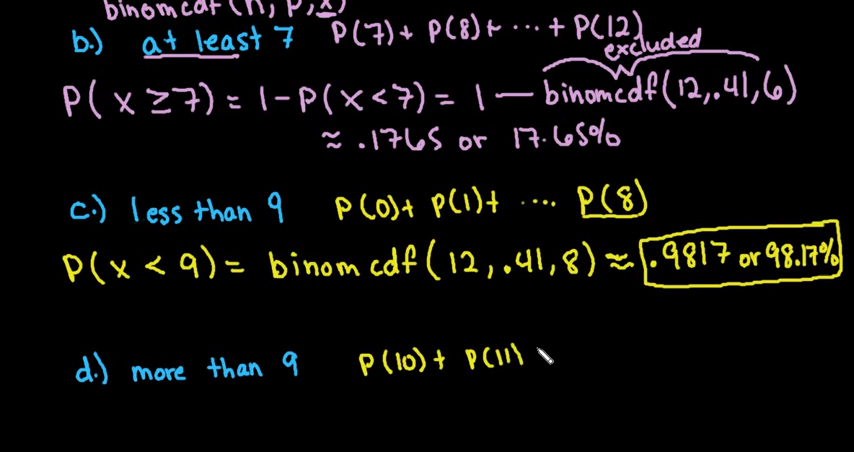 binomcdf(n, p, x)
b.) at least 7 P(7)+ P(8)+ ... + P(12)
excluded
P( x ≥ 7) = 1 - P( x < 7) = 1 — binomcdf(12, .41, 6)
≈ .1765 or 17.65%
c.) less than 9 P(0)+ P(1)+ .... P(8)
P( x < 9) = binomcdf(12, .41, 8) ≈ .9817 or 98.17%
d.) more than 9 P(10)+ P(11)